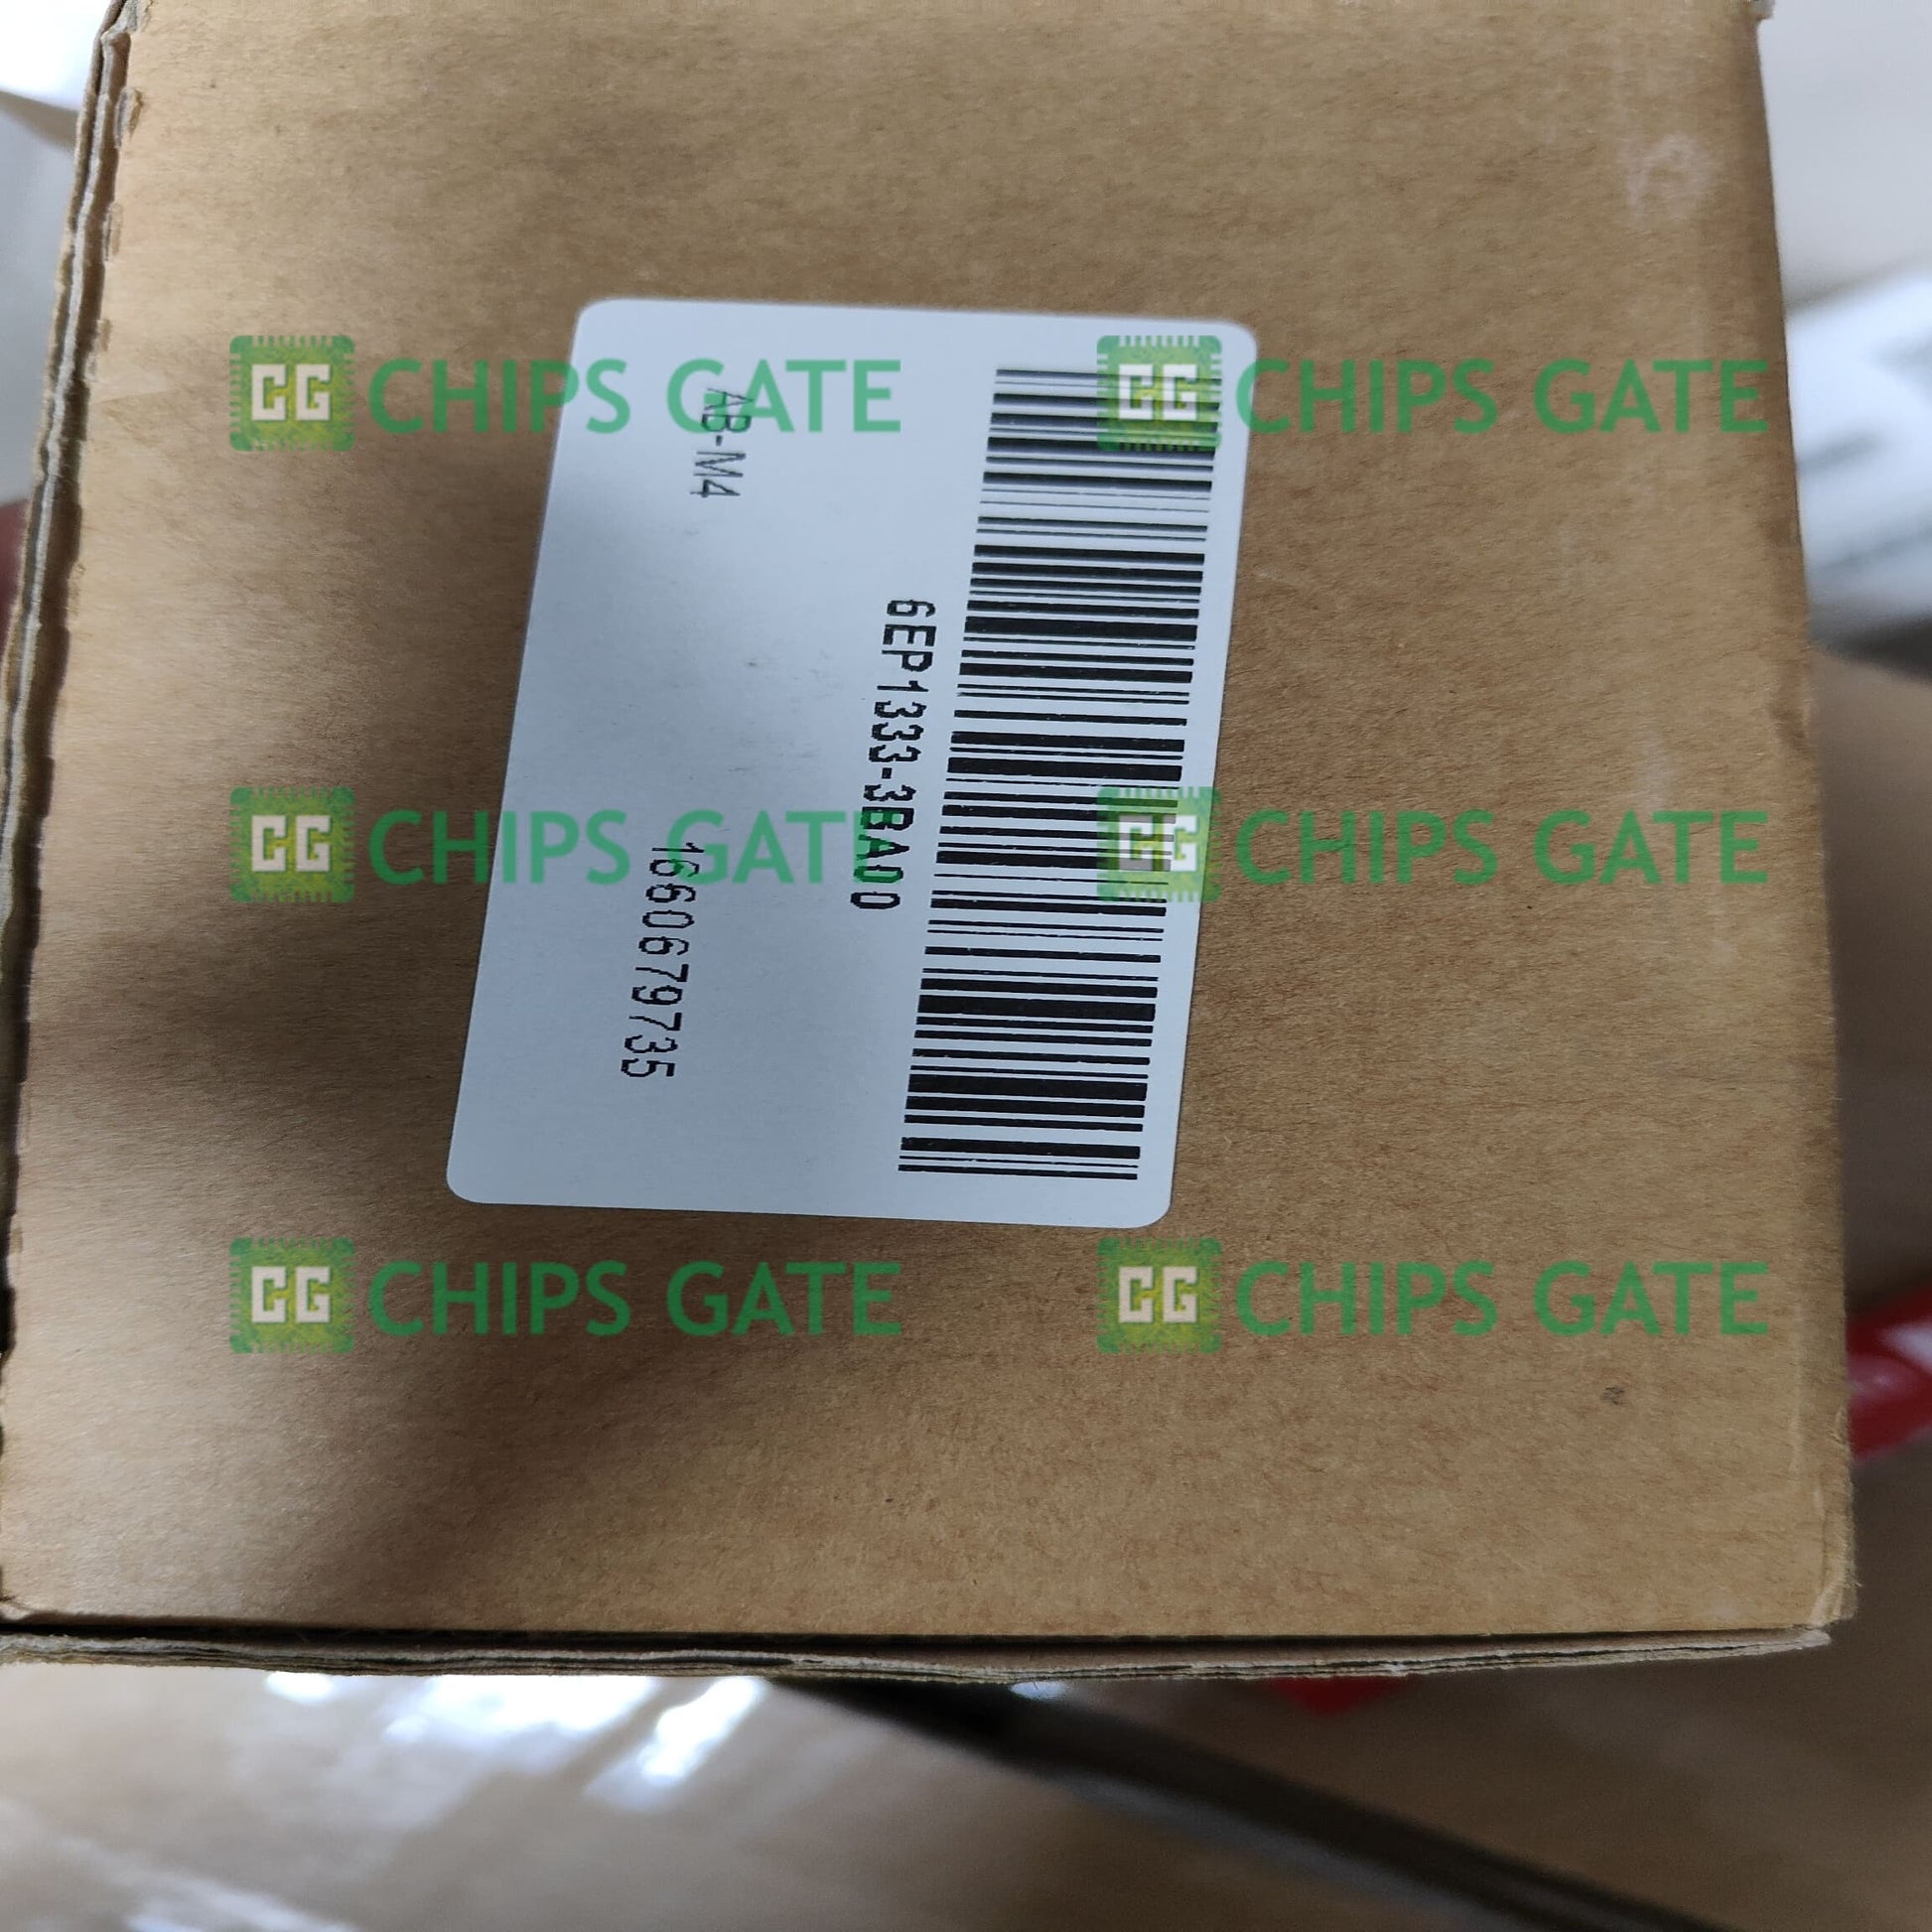 6EP1333-3BA00
AB-M4
1660679735
CG CHIPS GATE
CG CHIPS GATE
CG CHIPS GATE
CG CHIPS GATE
CG CHIPS GATE
CG CHIPS GATE